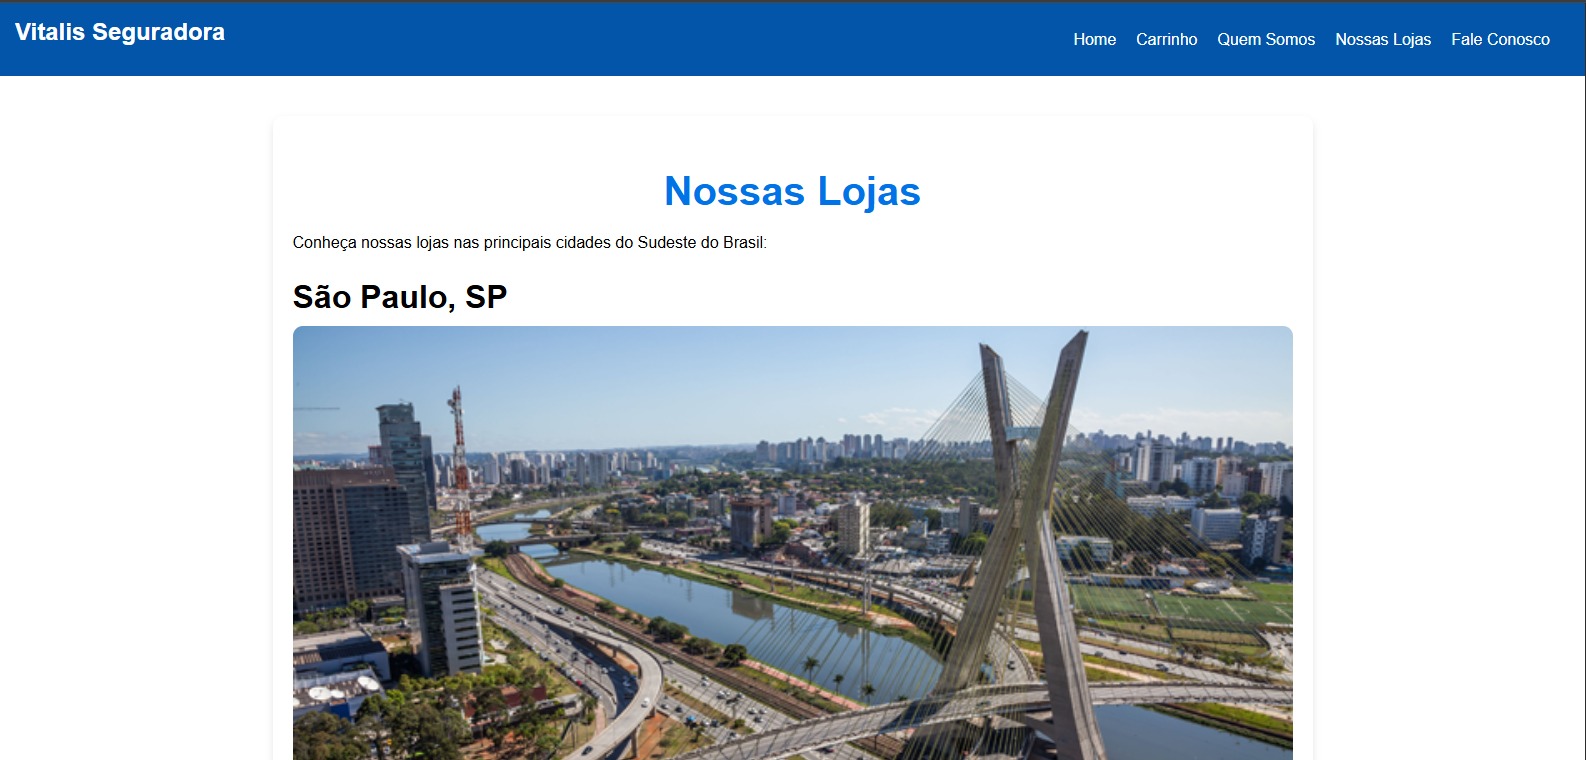 Vitalis Seguradora
Home Carrinho Quem Somos Nossas Lojas Fale Conosco
Nossas Lojas
Conheça nossas lojas nas principais cidades do Sudeste do Brasil:
São Paulo, SP